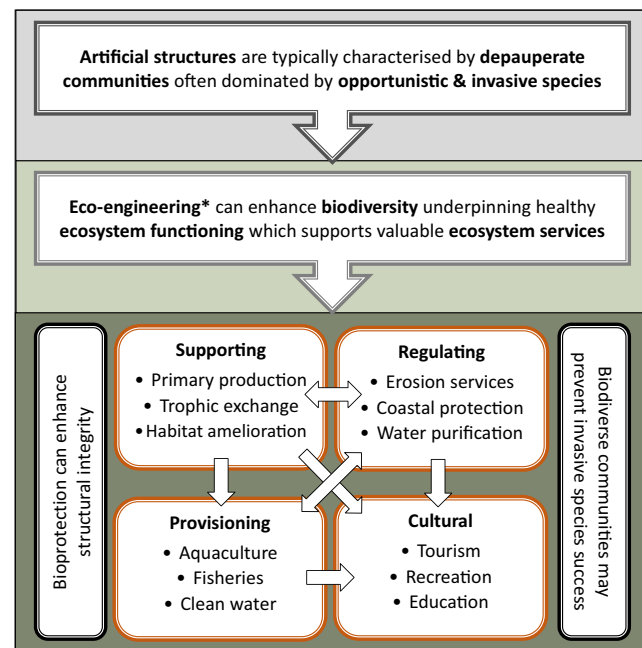 Artificial structures are typically characterised by depauperate
communities often dominated by opportunistic & invasive species
Eco-engineering* can enhance biodiversity underpinning healthy
ecosystem functioning which supports valuable ecosystem services
Bioprotection can enhance
structural integrity
Supporting
• Primary production
• Trophic exchange
• Habitat amelioration
Regulating
• Erosion services
• Coastal protection
• Water purification
Provisioning
• Aquaculture
• Fisheries
• Clean water
Cultural
• Tourism
• Recreation
• Education
Biodiverse communities may
prevent invasive species success